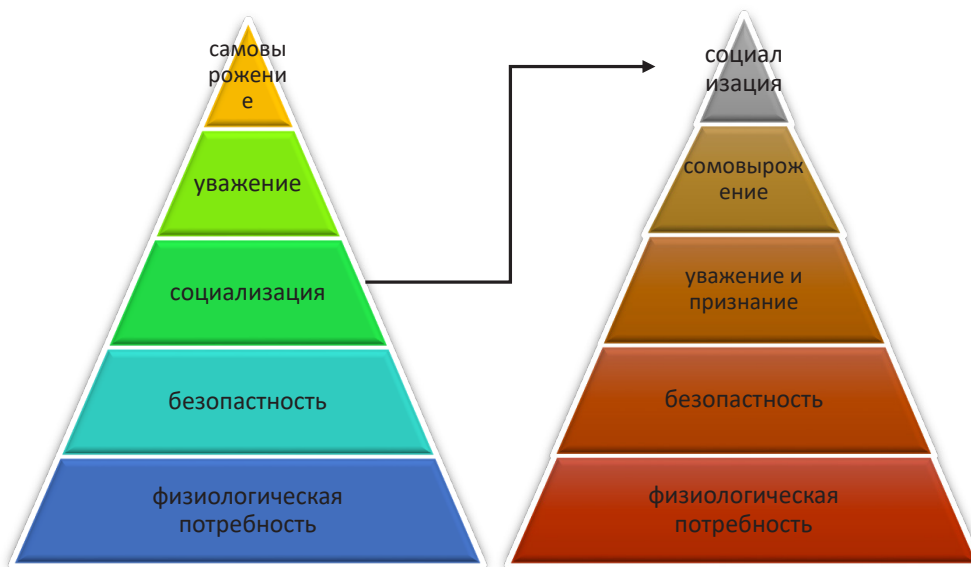 самовы
рожени
е
уважение
социализация
безопастность
физиологическая
потребность
социал
изация
сомовырож
ение
уважение и
признание
безопастность
физиологическая
потребность